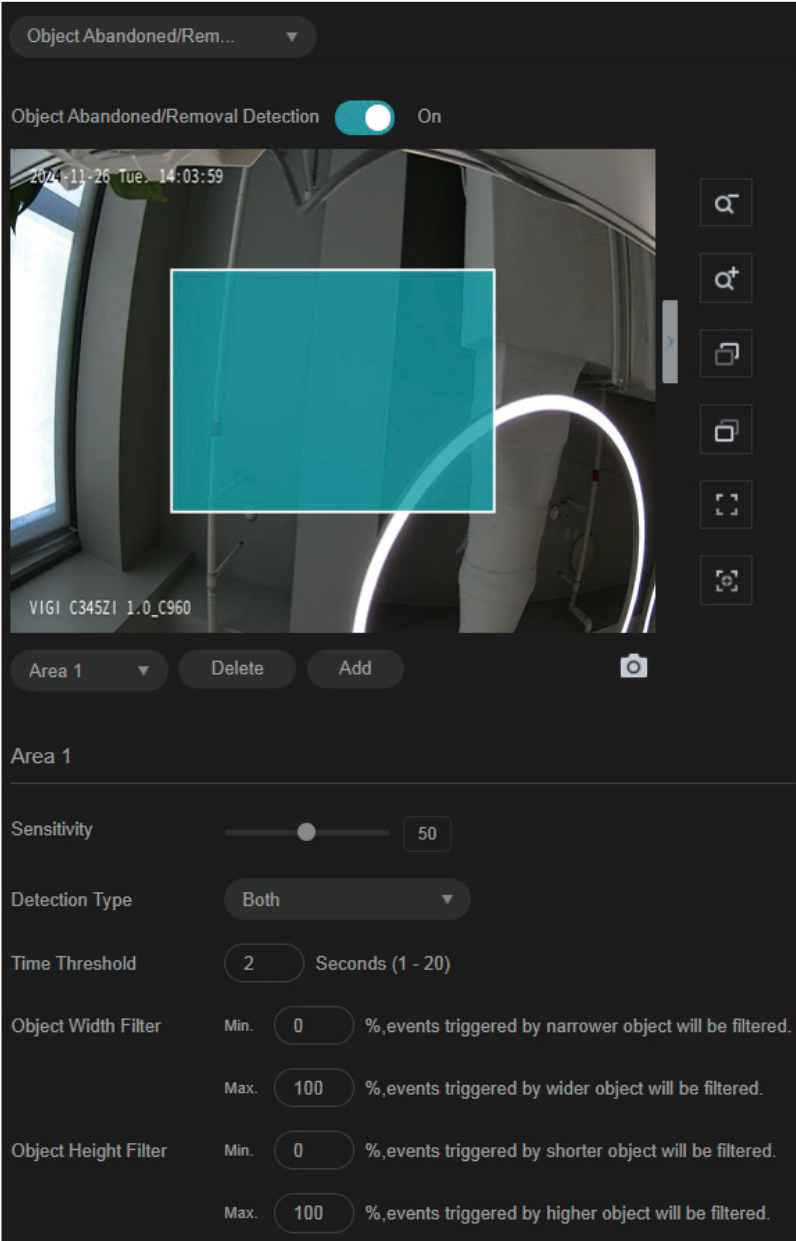 Object Abandoned/Rem...
Object Abandoned/Removal Detection On
2024-11-26 Tue. 14:03:59
VIGI C345ZI 1.0_C960
Area 1 Delete Add
Area 1
Sensitivity 50
Detection Type Both
Time Threshold 2 Seconds (1 - 20)
Object Width Filter Min. 0 %,events triggered by narrower object will be filtered.
Max. 100 %,events triggered by wider object will be filtered.
Object Height Filter Min. 0 %,events triggered by shorter object will be filtered.
Max. 100 %,events triggered by higher object will be filtered.